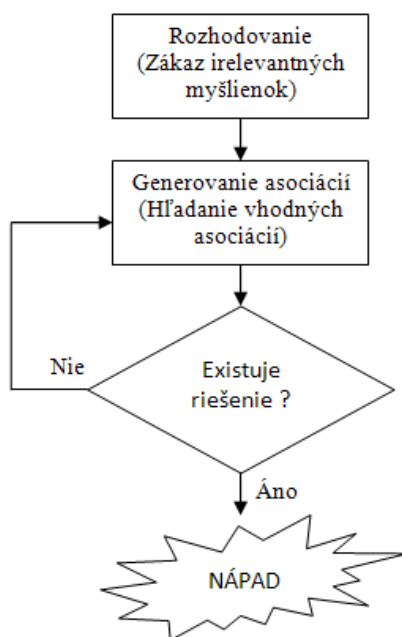 Rozhodovanie
(Zákaz irelevantných
myšlienok)
Generovanie asociácií
(Hľadanie vhodných
asociácií)
Nie
Existuje
riešenie ?
Áno
NÁPAD